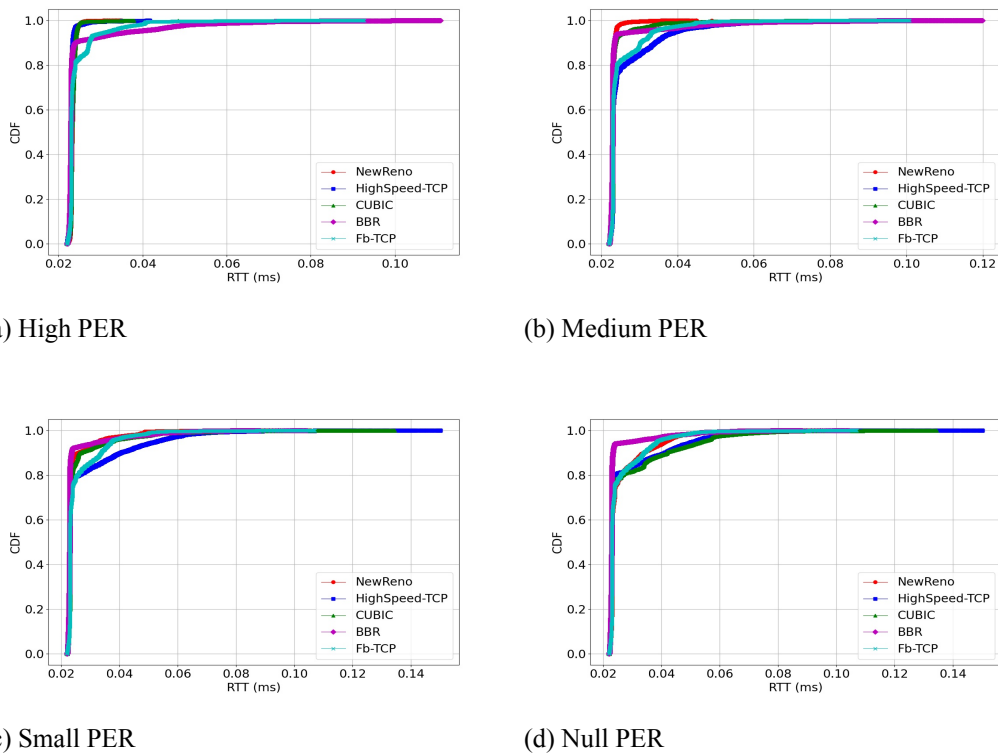 1.0
0.8
0.6
0.4
0.2
0.0
CDF
NewReno
HighSpeed-TCP
CUBIC
BBR
Fb-TCP
0.02 0.04 0.06 0.08 0.10
RTT (ms)
1.0
0.8
0.6
0.4
0.2
0.0
CDF
NewReno
HighSpeed-TCP
CUBIC
BBR
Fb-TCP
0.02 0.04 0.06 0.08 0.10 0.12
RTT (ms)
) High PER
(b) Medium PER
1.0
0.8
0.6
0.4
0.2
0.0
CDF
NewReno
HighSpeed-TCP
CUBIC
BBR
Fb-TCP
0.02 0.04 0.06 0.08 0.10 0.12 0.14
RTT (ms)
1.0
0.8
0.6
0.4
0.2
0.0
CDF
NewReno
HighSpeed-TCP
CUBIC
BBR
Fb-TCP
0.02 0.04 0.06 0.08 0.10 0.12 0.14
RTT (ms)
) Small PER
(d) Null PER